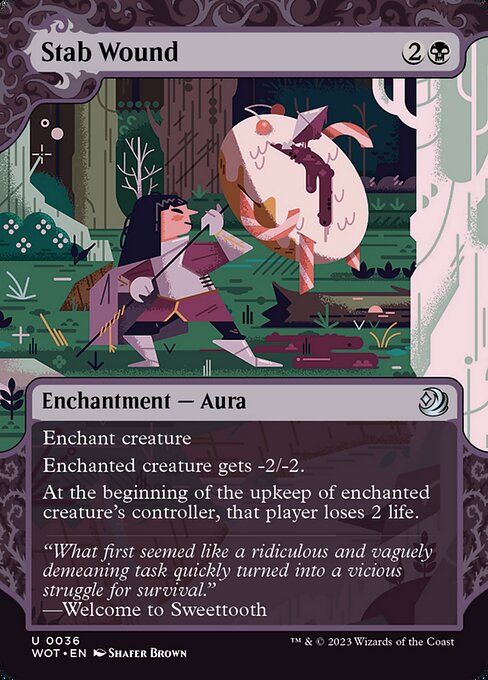 Stab Wound 2
Enchantment — Aura
Enchant creature
Enchanted creature gets -2/-2.
At the beginning of the upkeep of enchanted
creature's controller, that player loses 2 life.
“What first seemed like a ridiculous and vaguely
demeaning task quickly turned into a vicious
struggle for survival.”
—Welcome to Sweettooth
U 0036
WOT • EN Shafer Brown
™ & © 2023 Wizards of the Coast